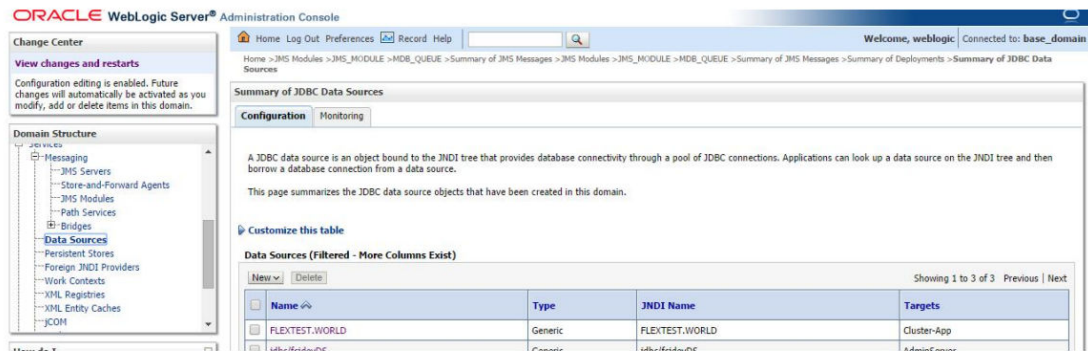 ORACLE WebLogic Server® Administration Console
Change Center
View changes and restarts
Configuration editing is enabled. Future
changes will automatically be activated as you
modify, add or delete items in this domain.
Domain Structure
Services
Messaging
JMS Servers
Store-and-Forward Agents
JMS Modules
Path Services
Bridges
Data Sources
Persistent Stores
Foreign JNDI Providers
Work Contexts
XML Registries
XML Entity Caches
jCOM
How do I
Home Log Out Preferences Record Help
Welcome, weblogic Connected to: base_domain
Home >JMS Modules >JMS_MODULE >MDB_QUEUE >Summary of JMS Messages >JMS Modules >JMS_MODULE >MDB_QUEUE >Summary of JMS Messages >Summary of Deployments >Summary of JDBC Data
Sources
Summary of JDBC Data Sources
Configuration Monitoring
A JDBC data source is an object bound to the JNDI tree that provides database connectivity through a pool of JDBC connections. Applications can look up a data source on the JNDI tree and then
borrow a database connection from a data source.
This page summarizes the JDBC data source objects that have been created in this domain.
Customize this table
Data Sources (Filtered - More Columns Exist)
New Delete Showing 1 to 3 of 3 Previous | Next
Name Type JNDI Name Targets
FLEXTEST.WORLD Generic FLEXTEST.WORLD Cluster-App
jdbc/fsjdevDS Generic jdbc/fsjdevDS AdminServer